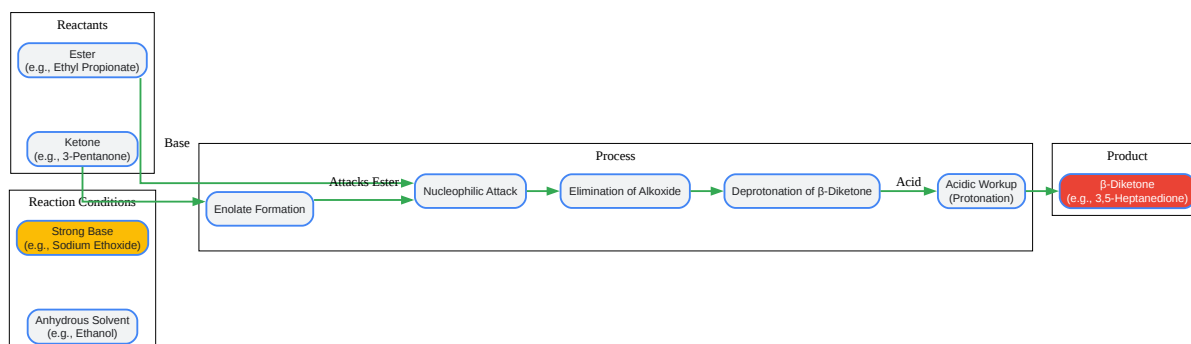 Reactants
Ester
(e.g., Ethyl Propionate)
Ketone
(e.g., 3-Pentanone)
Base
Reaction Conditions
Strong Base
(e.g., Sodium Ethoxide)
Anhydrous Solvent
(e.g., Ethanol)
Process
Enolate Formation
Attacks Ester
Nucleophilic Attack
Elimination of Alkoxide
Deprotonation of β-Diketone
Acid
Acidic Workup
(Protonation)
Product
β-Diketone
(e.g., 3,5-Heptanedione)